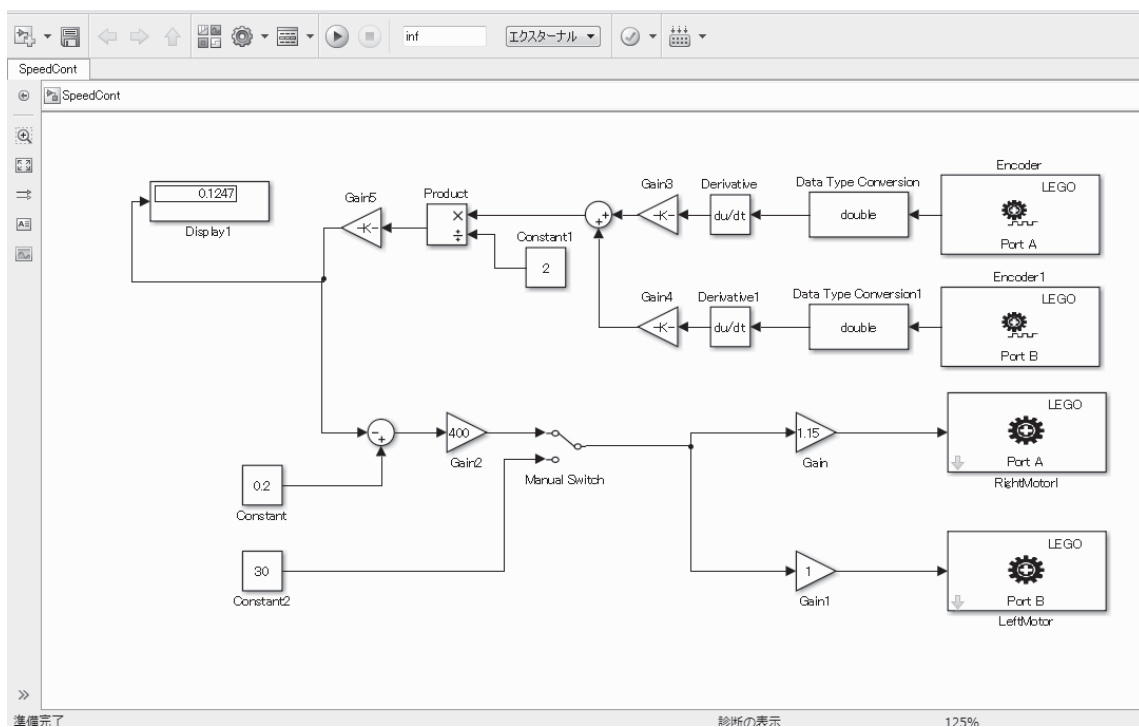 inf
エクスターナル
SpeedCont
SpeedCont
Encoder
LEGO
Port A
Data Type Conversion
double
Derivative
du/dt
Gain3
-K-
Product
×
÷
Gain5
-K-
0.1247
Display1
Constant1
2
Encoder1
LEGO
Port B
Data Type Conversion1
double
Derivative1
du/dt
Gain4
-K-
400
Gain2
Manual Switch
0.2
Constant
30
Constant2
1.15
Gain
LEGO
Port A
RightMotorl
1
Gain1
LEGO
Port B
LeftMotor
準備完了
診断の表示
125%